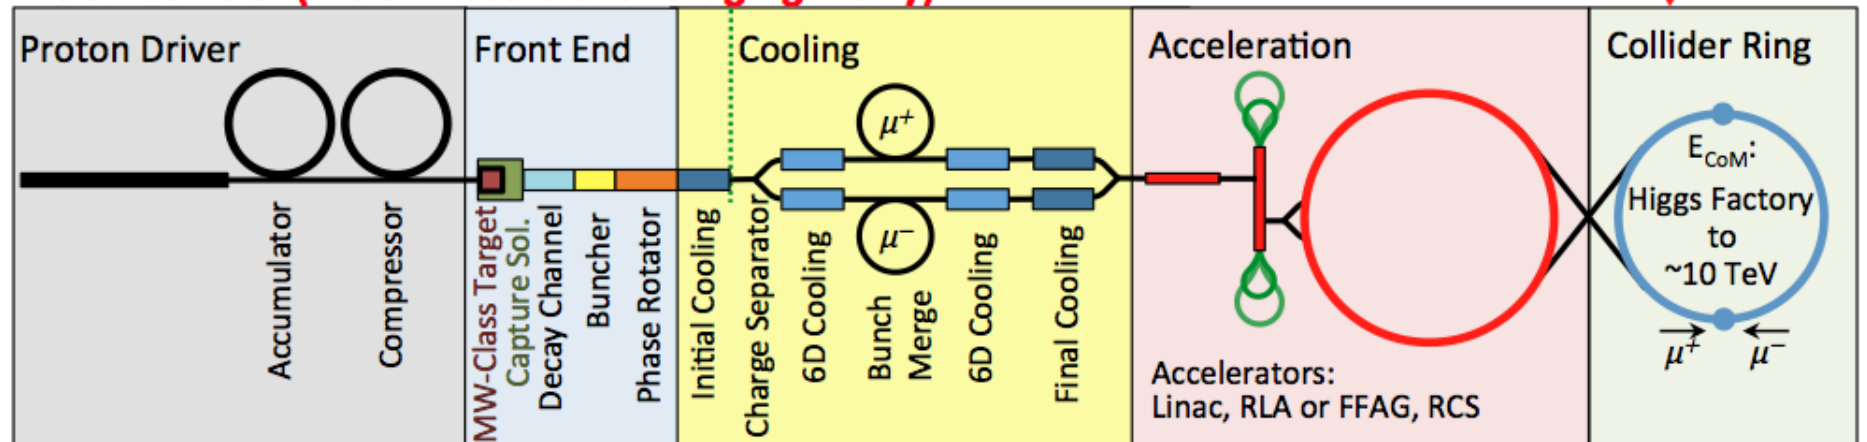 Proton Driver
Accumulator
Compressor
Front End
MW-Class Target
Capture Sol.
Decay Channel
Buncher
Phase Rotator
Cooling
Initial Cooling
Charge Separator
6D Cooling
μ+
μ−
Bunch
Merge
6D Cooling
Final Cooling
Acceleration
Accelerators:
Linac, RLA or FFAG, RCS
Collider Ring
ECoM:
Higgs Factory
to
~10 TeV
μ+ μ−